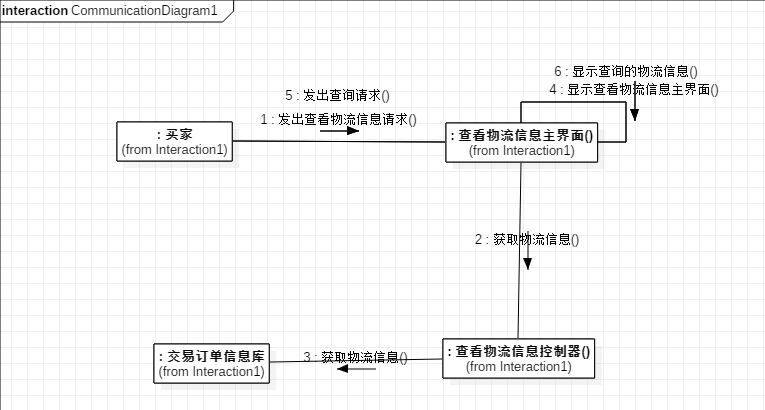 interaction CommunicationDiagram1
6 : 显示查询的物流信息()
4 : 显示查看物流信息主界面()
5 : 发出查询请求()
1 : 发出查看物流信息请求()
: 买家
(from Interaction1)
: 查看物流信息主界面()
(from Interaction1)
2 : 获取物流信息()
: 交易订单信息库
(from Interaction1)
3 : 获取物流信息()
: 查看物流信息控制器()
(from Interaction1)